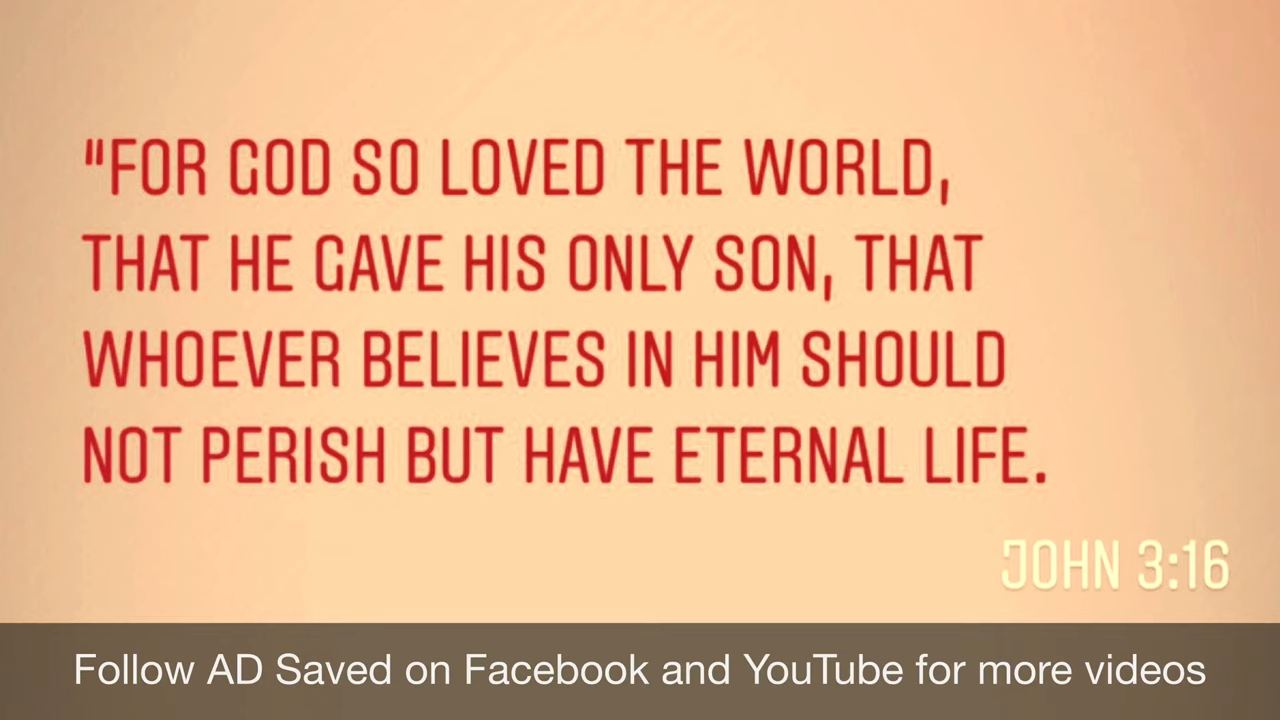 "FOR GOD SO LOVED THE WORLD,
THAT HE GAVE HIS ONLY SON, THAT
WHOEVER BELIEVES IN HIM SHOULD
NOT PERISH BUT HAVE ETERNAL LIFE.
JOHN 3:16
Follow AD Saved on Facebook and YouTube for more videos